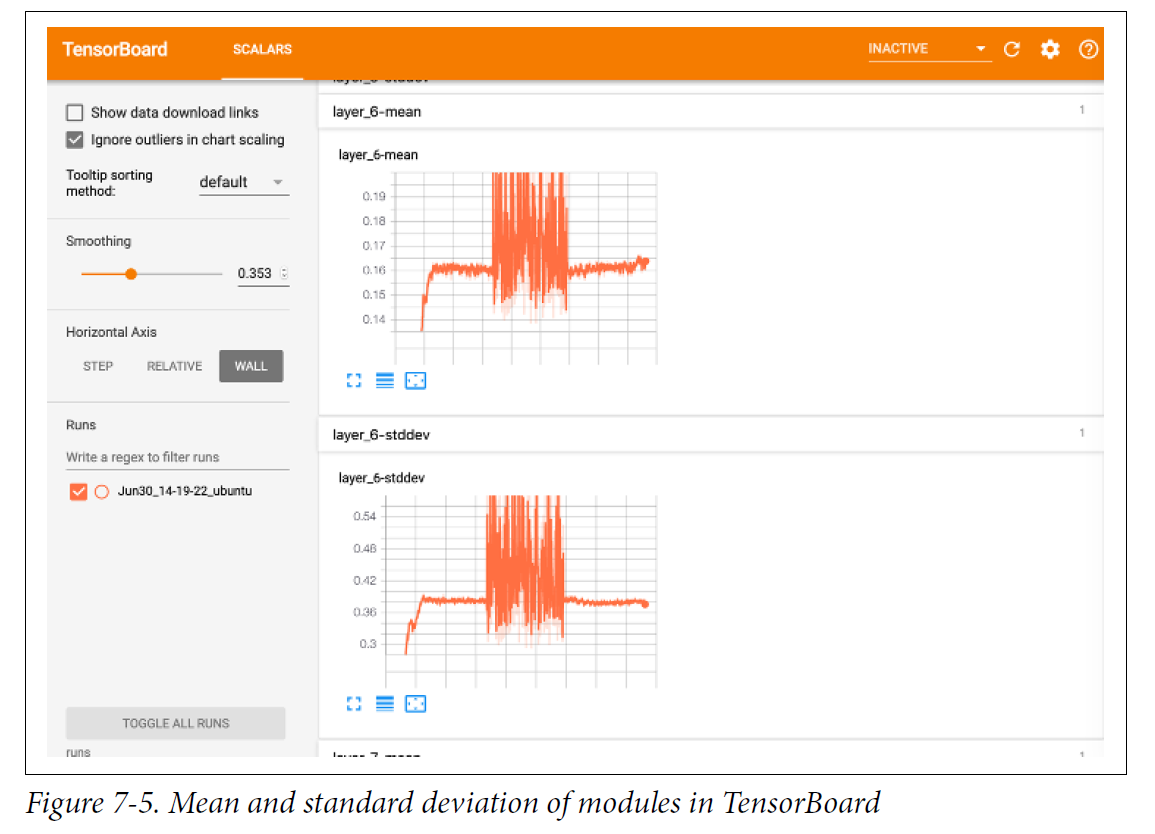 TensorBoard SCALARS INACTIVE
layer_6-stddev
Show data download links
Ignore outliers in chart scaling
Tooltip sorting
method:
default
Smoothing
0.353
Horizontal Axis
STEP RELATIVE WALL
Runs
Write a regex to filter runs
Jun30_14-19-22_ubuntu
TOGGLE ALL RUNS
runs
layer_6-mean 1
layer_6-mean
0.19
0.18
0.17
0.16
0.15
0.14
layer_6-stddev 1
layer_6-stddev
0.54
0.48
0.42
0.36
0.3
layer_7-mean 1
Figure 7-5. Mean and standard deviation of modules in TensorBoard